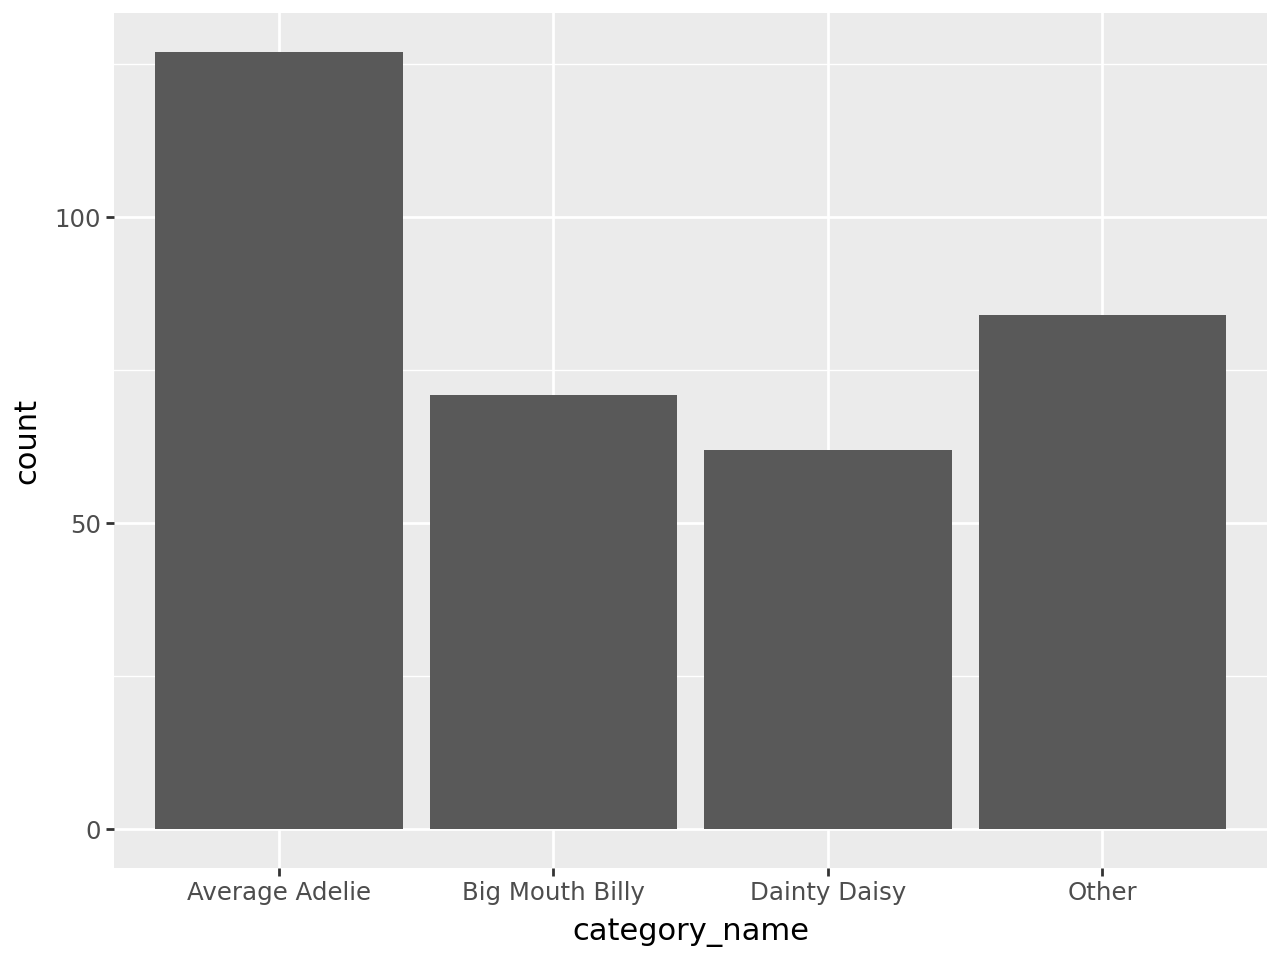 100
50
0
count
Average Adelie
Big Mouth Billy
Dainty Daisy
Other
category_name